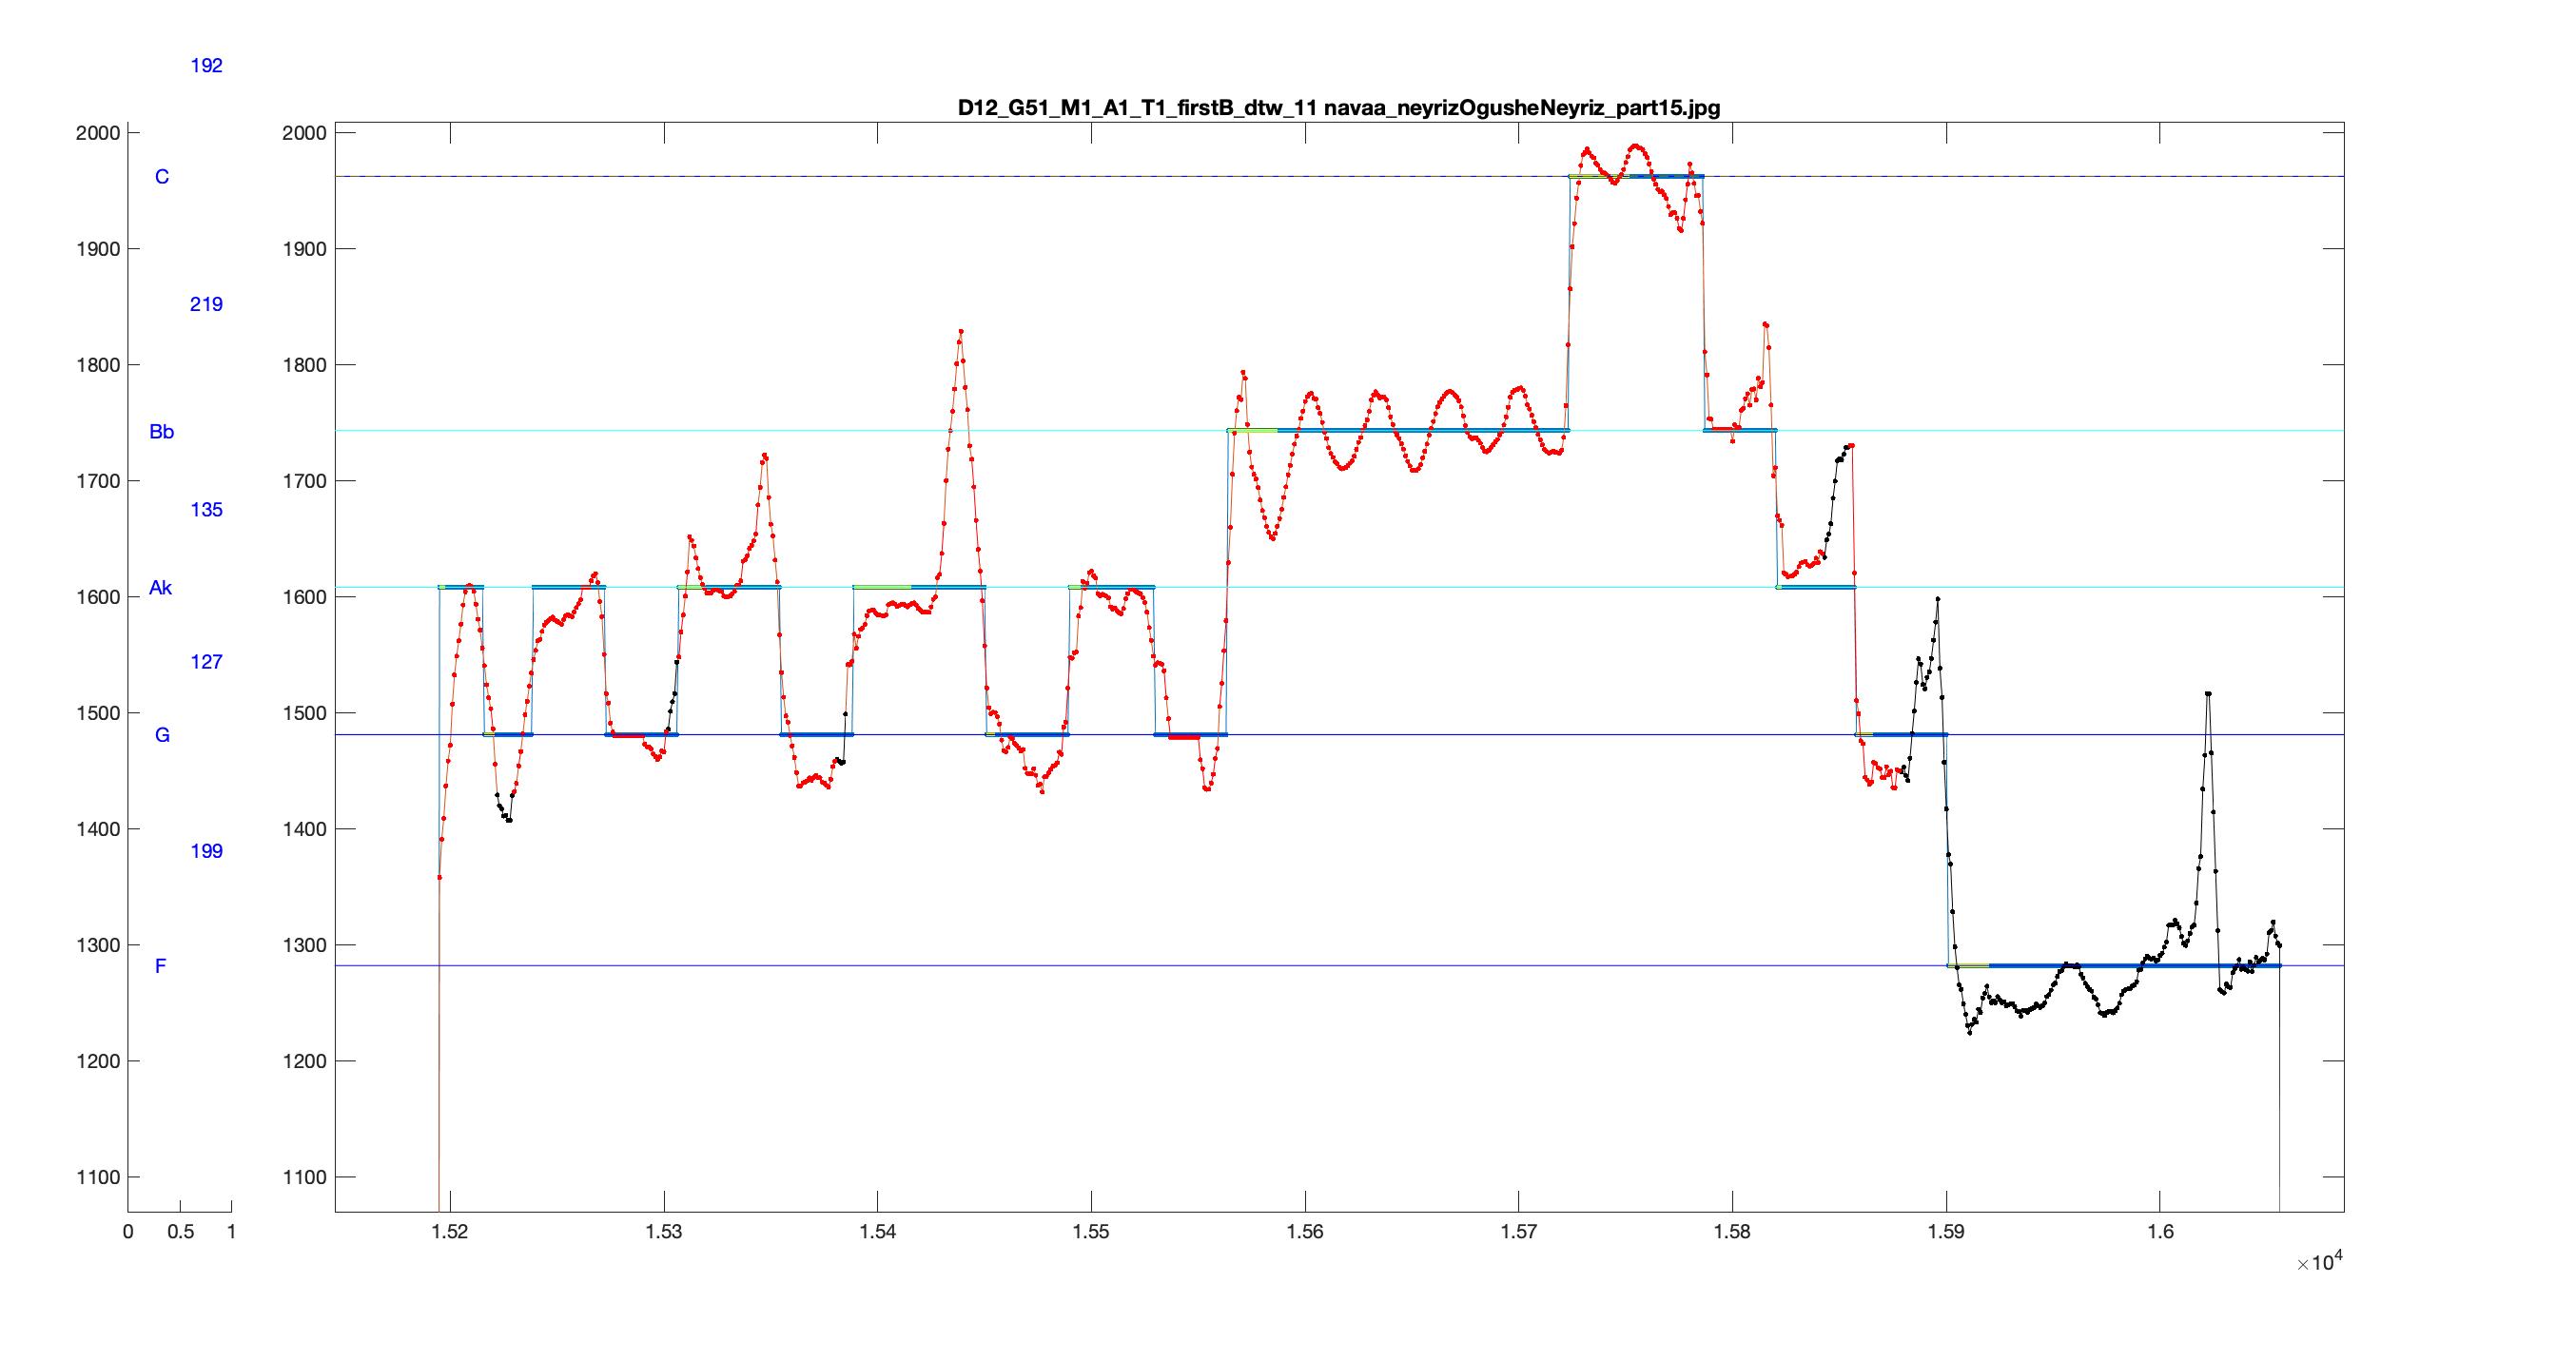 192
D12_G51_M1_A1_T1_firstB_dtw_11 navaa_neyrizOgusheNeyriz_part15.jpg
2000 2000
C
1900 1900
219
1800 1800
Bb
1700 1700
135
1600 1600
Ak
127
1500 1500
G
1400 1400
199
1300 1300
F
1200 1200
1100 1100
0 0.5 1 1.52 1.53 1.54 1.55 1.56 1.57 1.58 1.59 1.6
×10^4